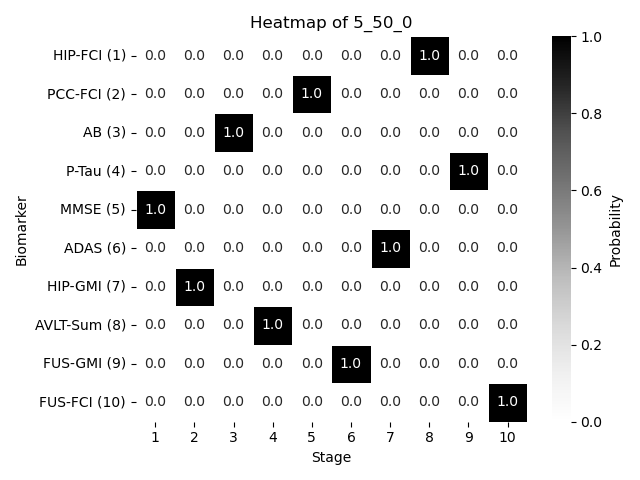 Heatmap of 5_50_0
HIP-FCI (1) 0.0 0.0 0.0 0.0 0.0 0.0 0.0 1.0 0.0 0.0
PCC-FCI (2) 0.0 0.0 0.0 0.0 1.0 0.0 0.0 0.0 0.0 0.0
AB (3) 0.0 0.0 1.0 0.0 0.0 0.0 0.0 0.0 0.0 0.0
P-Tau (4) 0.0 0.0 0.0 0.0 0.0 0.0 0.0 0.0 1.0 0.0
MMSE (5) 1.0 0.0 0.0 0.0 0.0 0.0 0.0 0.0 0.0 0.0
ADAS (6) 0.0 0.0 0.0 0.0 0.0 0.0 1.0 0.0 0.0 0.0
HIP-GMI (7) 0.0 1.0 0.0 0.0 0.0 0.0 0.0 0.0 0.0 0.0
AVLT-Sum (8) 0.0 0.0 0.0 1.0 0.0 0.0 0.0 0.0 0.0 0.0
FUS-GMI (9) 0.0 0.0 0.0 0.0 0.0 1.0 0.0 0.0 0.0 0.0
FUS-FCI (10) 0.0 0.0 0.0 0.0 0.0 0.0 0.0 0.0 0.0 1.0
1 2 3 4 5 6 7 8 9 10
Stage
Biomarker
1.0
0.8
0.6
0.4
0.2
0.0
Probability